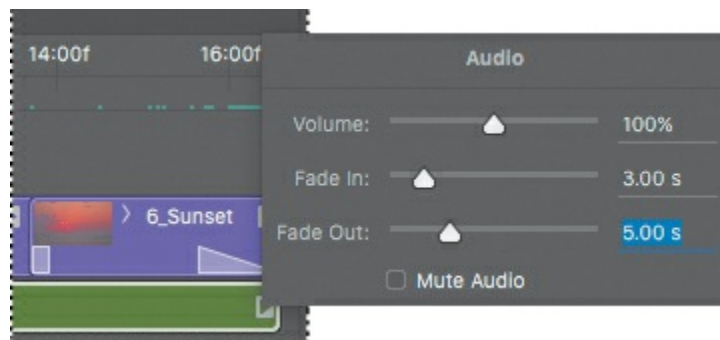 14:00f 16:00f
Audio
Volume: 100%
Fade In: 3.00 s
6_Sunset
Fade Out: 5.00 s
Mute Audio